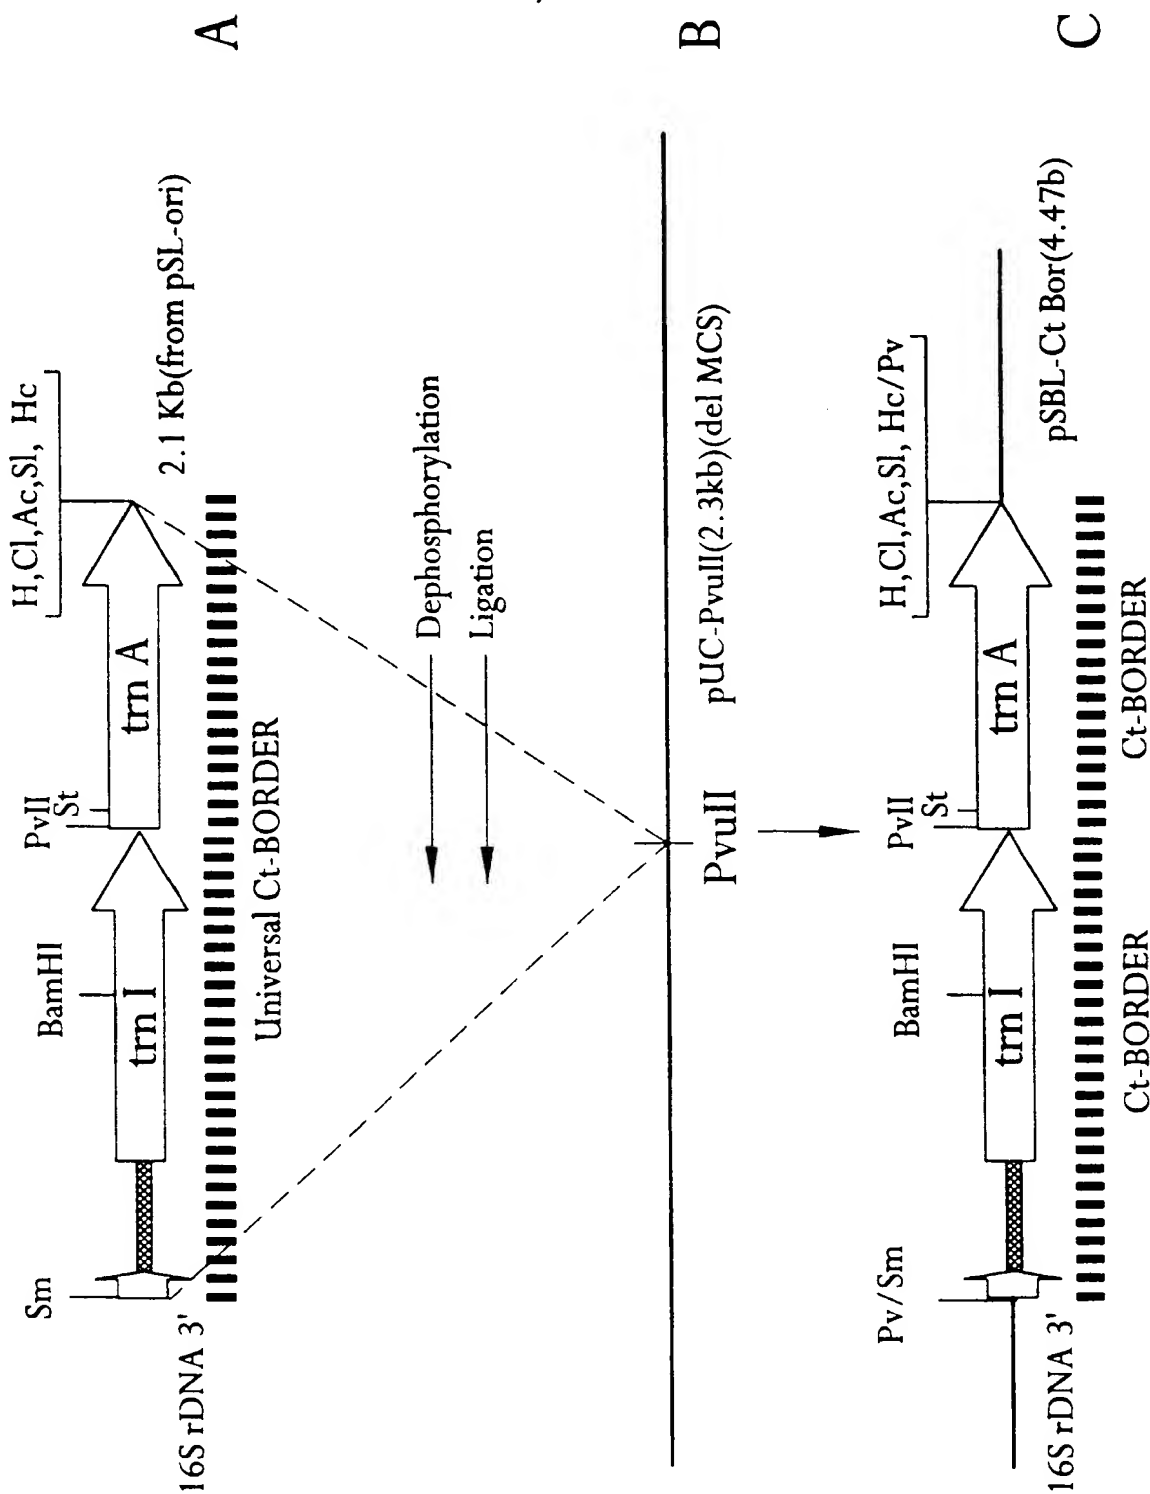 A
H,Cl,Ac,Sl, Hc
2.1 Kb(from pSL-ori)
Sm
BamHI
PvII
St
trn I
trn A
16S rDNA 3'
Universal Ct-BORDER
Dephosphorylation
Ligation
B
PvuII
pUC-PvuII(2.3kb)(del MCS)
C
Pv/Sm
BamHI
PvII
St
H,Cl,Ac,Sl, Hc/Pv
trn I
trn A
16S rDNA 3'
Ct-BORDER
Ct-BORDER
pSBL-Ct Bor(4.47b)